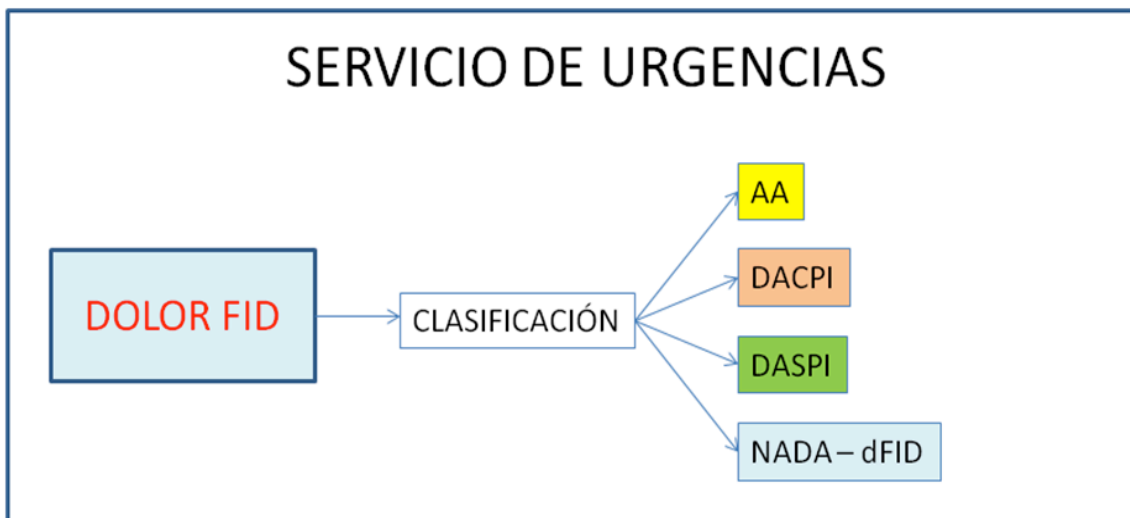 SERVICIO DE URGENCIAS
AA
DACPI
DOLOR FID
CLASIFICACIÓN
DASPI
NADA – dFID